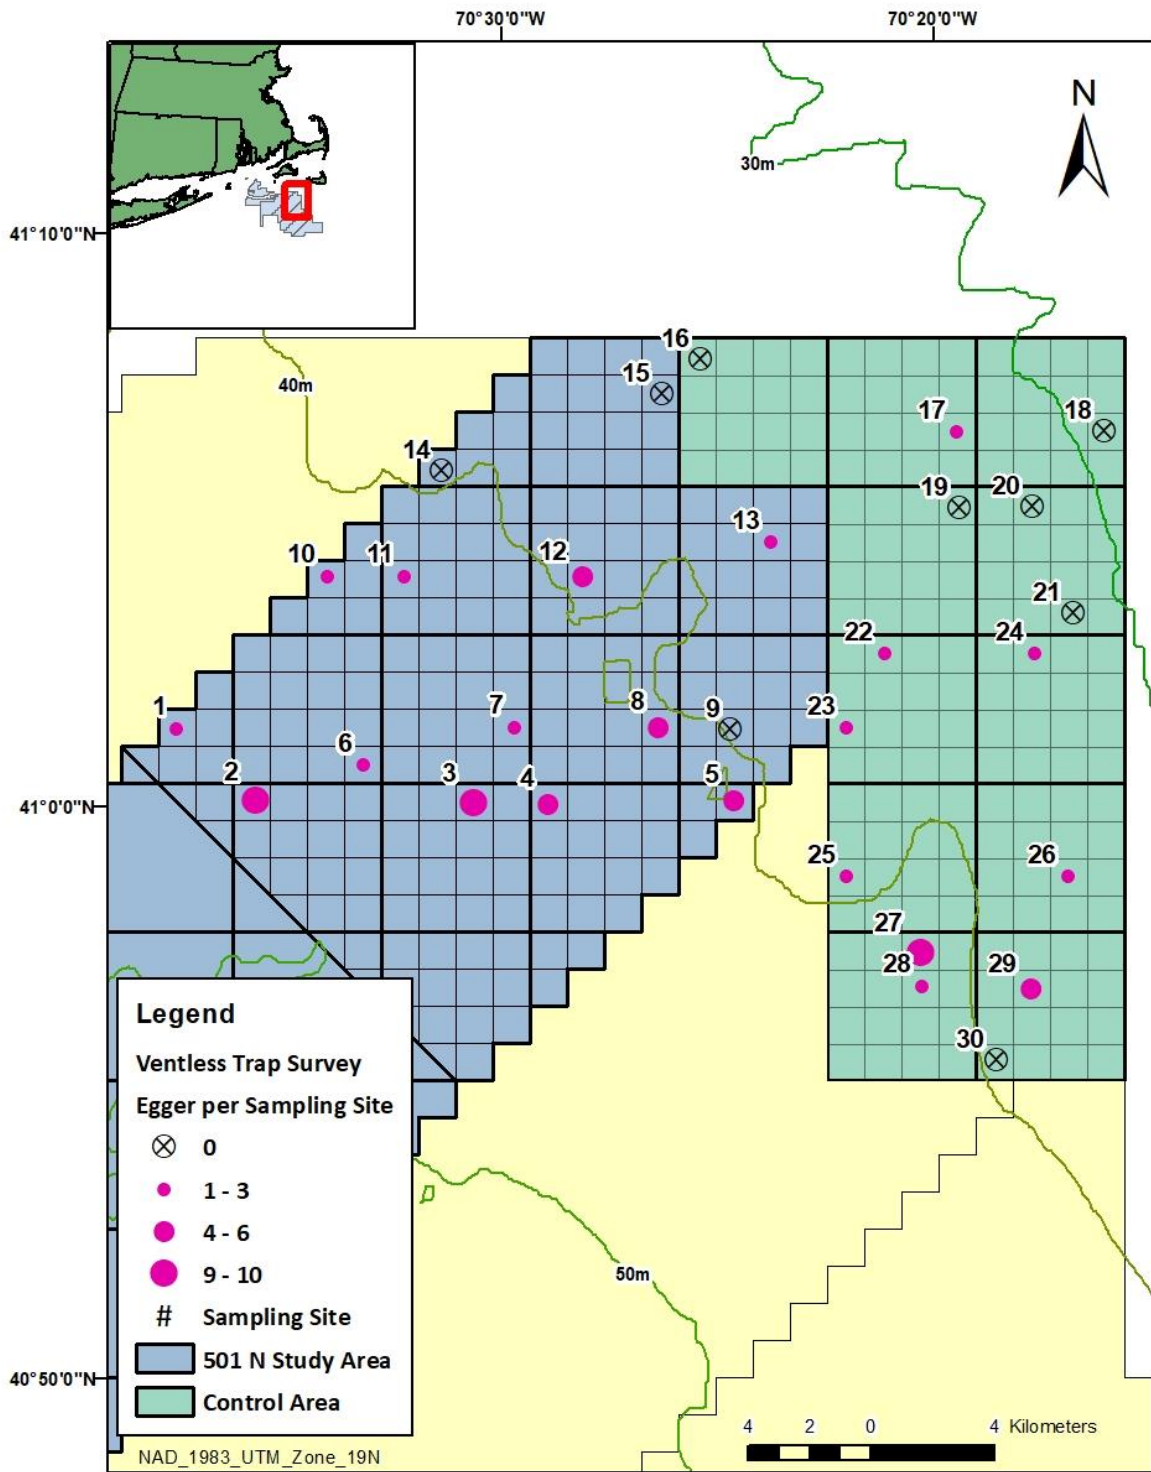 70°30'0"W
70°20'0"W
N
30m
41°10'0"N
16
15
40m
17
18
14
19
20
13
12
10
11
21
22
24
1
7
8
9
23
6
2
3
4
5
41°0'0"N
25
26
27
28
29
30
Legend
Ventless Trap Survey
Egger per Sampling Site
0
1 - 3
4 - 6
9 - 10
# Sampling Site
501 N Study Area
Control Area
50m
40°50'0"N
4 2 0 4 Kilometers
NAD_1983_UTM_Zone_19N